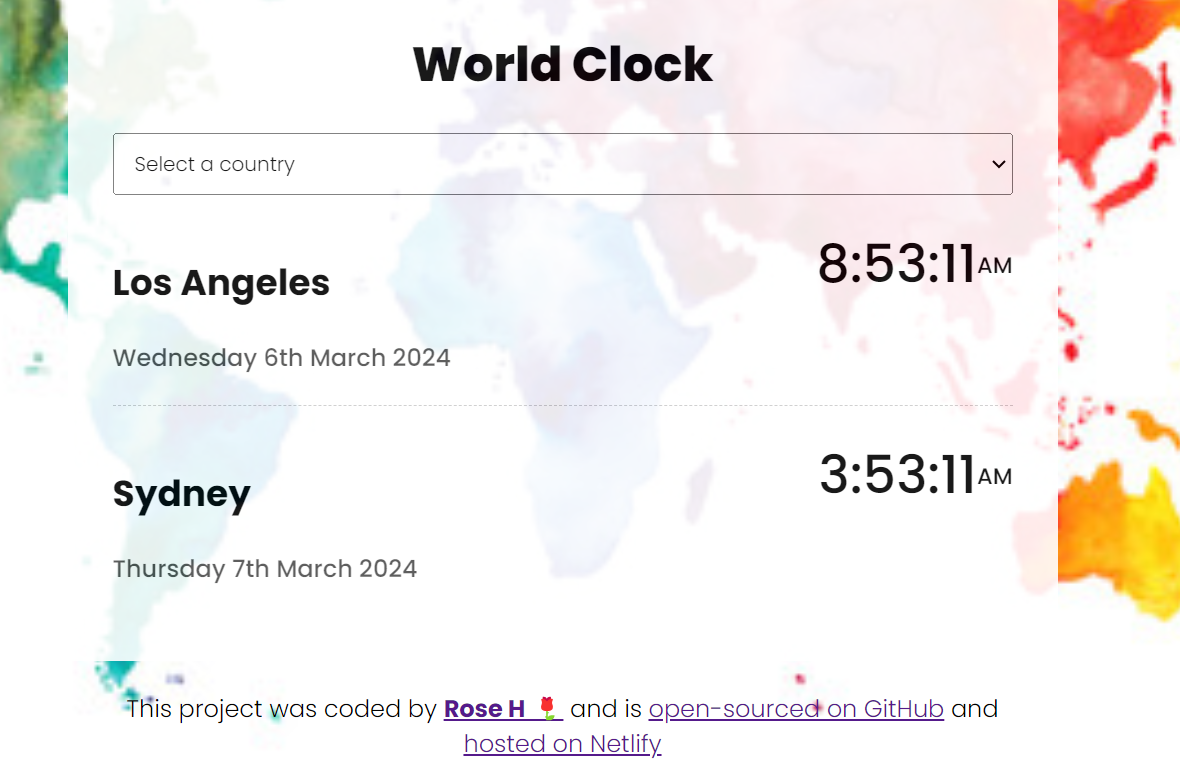 World Clock
Select a country
Los Angeles
8:53:11AM
Wednesday 6th March 2024
Sydney
3:53:11AM
Thursday 7th March 2024
This project was coded by Rose H 🌷 and is open-sourced on GitHub and
hosted on Netlify